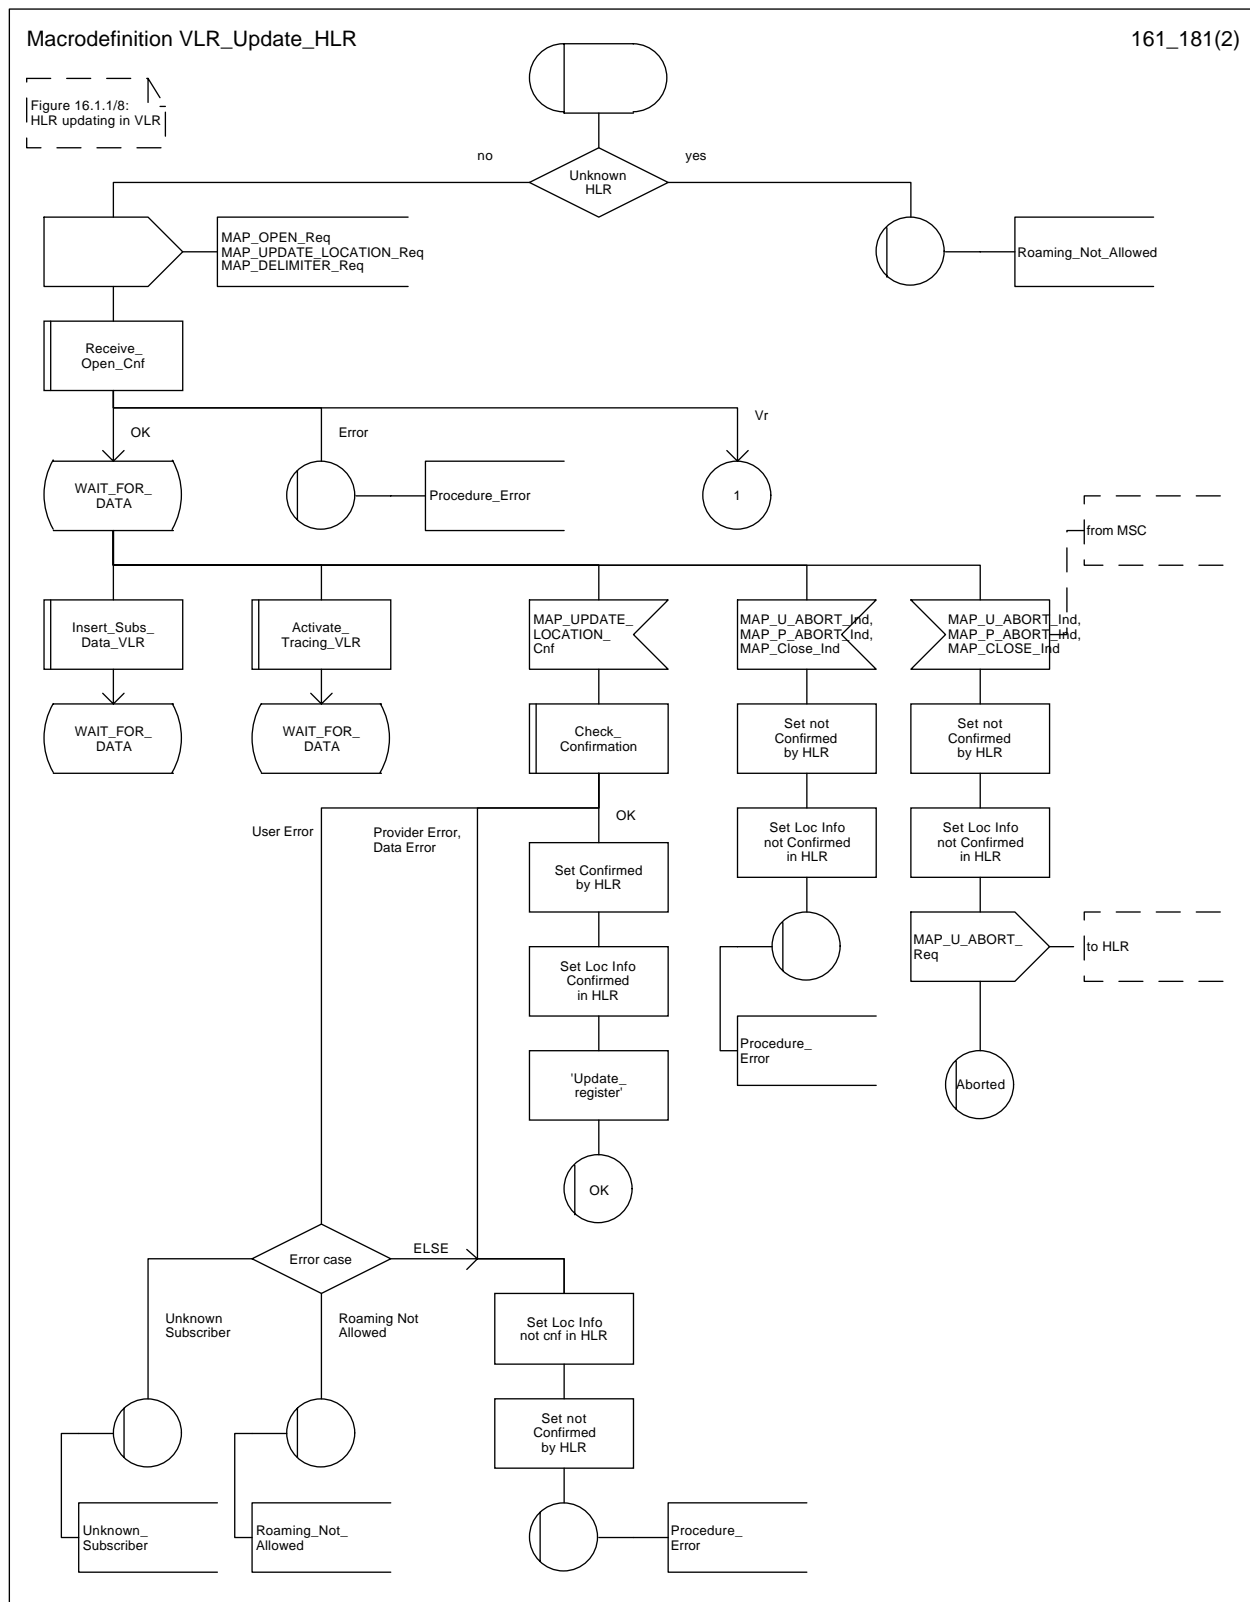 Macrodefinition VLR_Update_HLR
161_181(2)
Figure 16.1.1/8:
HLR updating in VLR
no
yes
Unknown
HLR
MAP_OPEN_Req
MAP_UPDATE_LOCATION_Req
MAP_DELIMITER_Req
Roaming_Not_Allowed
Receive_
Open_Cnf
OK
Error
Vr
WAIT_FOR_
DATA
Procedure_Error
1
from MSC
Insert_Subs_
Data_VLR
Activate_
Tracing_VLR
MAP_UPDATE_
LOCATION_
Cnf
MAP_U_ABORT_Ind,
MAP_P_ABORT_Ind,
MAP_Close_Ind
MAP_U_ABORT_Ind,
MAP_P_ABORT_Ind,
MAP_CLOSE_Ind
WAIT_FOR_
DATA
WAIT_FOR_
DATA
Check_
Confirmation
Set not
Confirmed
by HLR
Set not
Confirmed
by HLR
User Error
Provider Error,
Data Error
OK
Set Loc Info
not Confirmed
in HLR
Set Loc Info
not Confirmed
in HLR
Set Confirmed
by HLR
MAP_U_ABORT_
Req
to HLR
Set Loc Info
Confirmed
in HLR
Procedure_
Error
'Update_
register'
Aborted
OK
Error case
ELSE
Unknown
Subscriber
Roaming Not
Allowed
Set Loc Info
not cnf in HLR
Set not
Confirmed
by HLR
Unknown_
Subscriber
Roaming_Not_
Allowed
Procedure_
Error